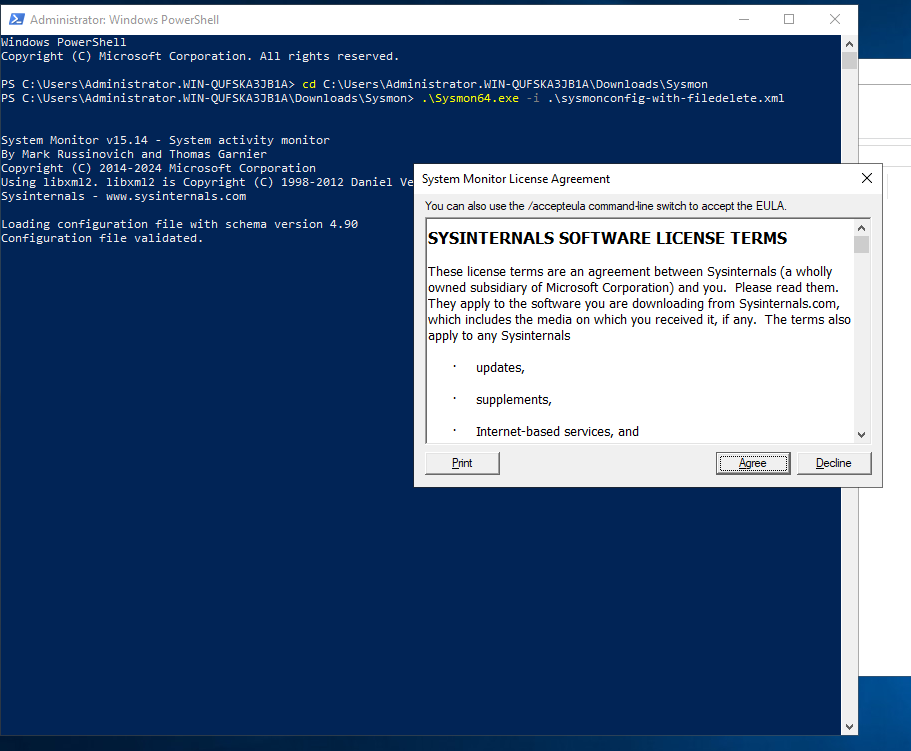 Administrator: Windows PowerShell
Windows PowerShell
Copyright (C) Microsoft Corporation. All rights reserved.
PS C:\Users\Administrator.WIN-QUFSKA3JB1A> cd C:\Users\Administrator.WIN-QUFSKA3JB1A\Downloads\Sysmon
PS C:\Users\Administrator.WIN-QUFSKA3JB1A\Downloads\Sysmon> .\Sysmon64.exe -i .\sysmonconfig-with-filedelete.xml
System Monitor v15.14 - System activity monitor
By Mark Russinovich and Thomas Garnier
Copyright (C) 2014-2024 Microsoft Corporation
Using libxml2. libxml2 is Copyright (C) 1998-2012 Daniel Ve
Sysinternals - www.sysinternals.com
Loading configuration file with schema version 4.90
Configuration file validated.
System Monitor License Agreement
You can also use the /accepteula command-line switch to accept the EULA.
SYSINTERNALS SOFTWARE LICENSE TERMS
These license terms are an agreement between Sysinternals (a wholly
owned subsidiary of Microsoft Corporation) and you.  Please read them.
They apply to the software you are downloading from Sysinternals.com,
which includes the media on which you received it, if any.  The terms also
apply to any Sysinternals
· updates,
· supplements,
· Internet-based services, and
Print
Agree
Decline